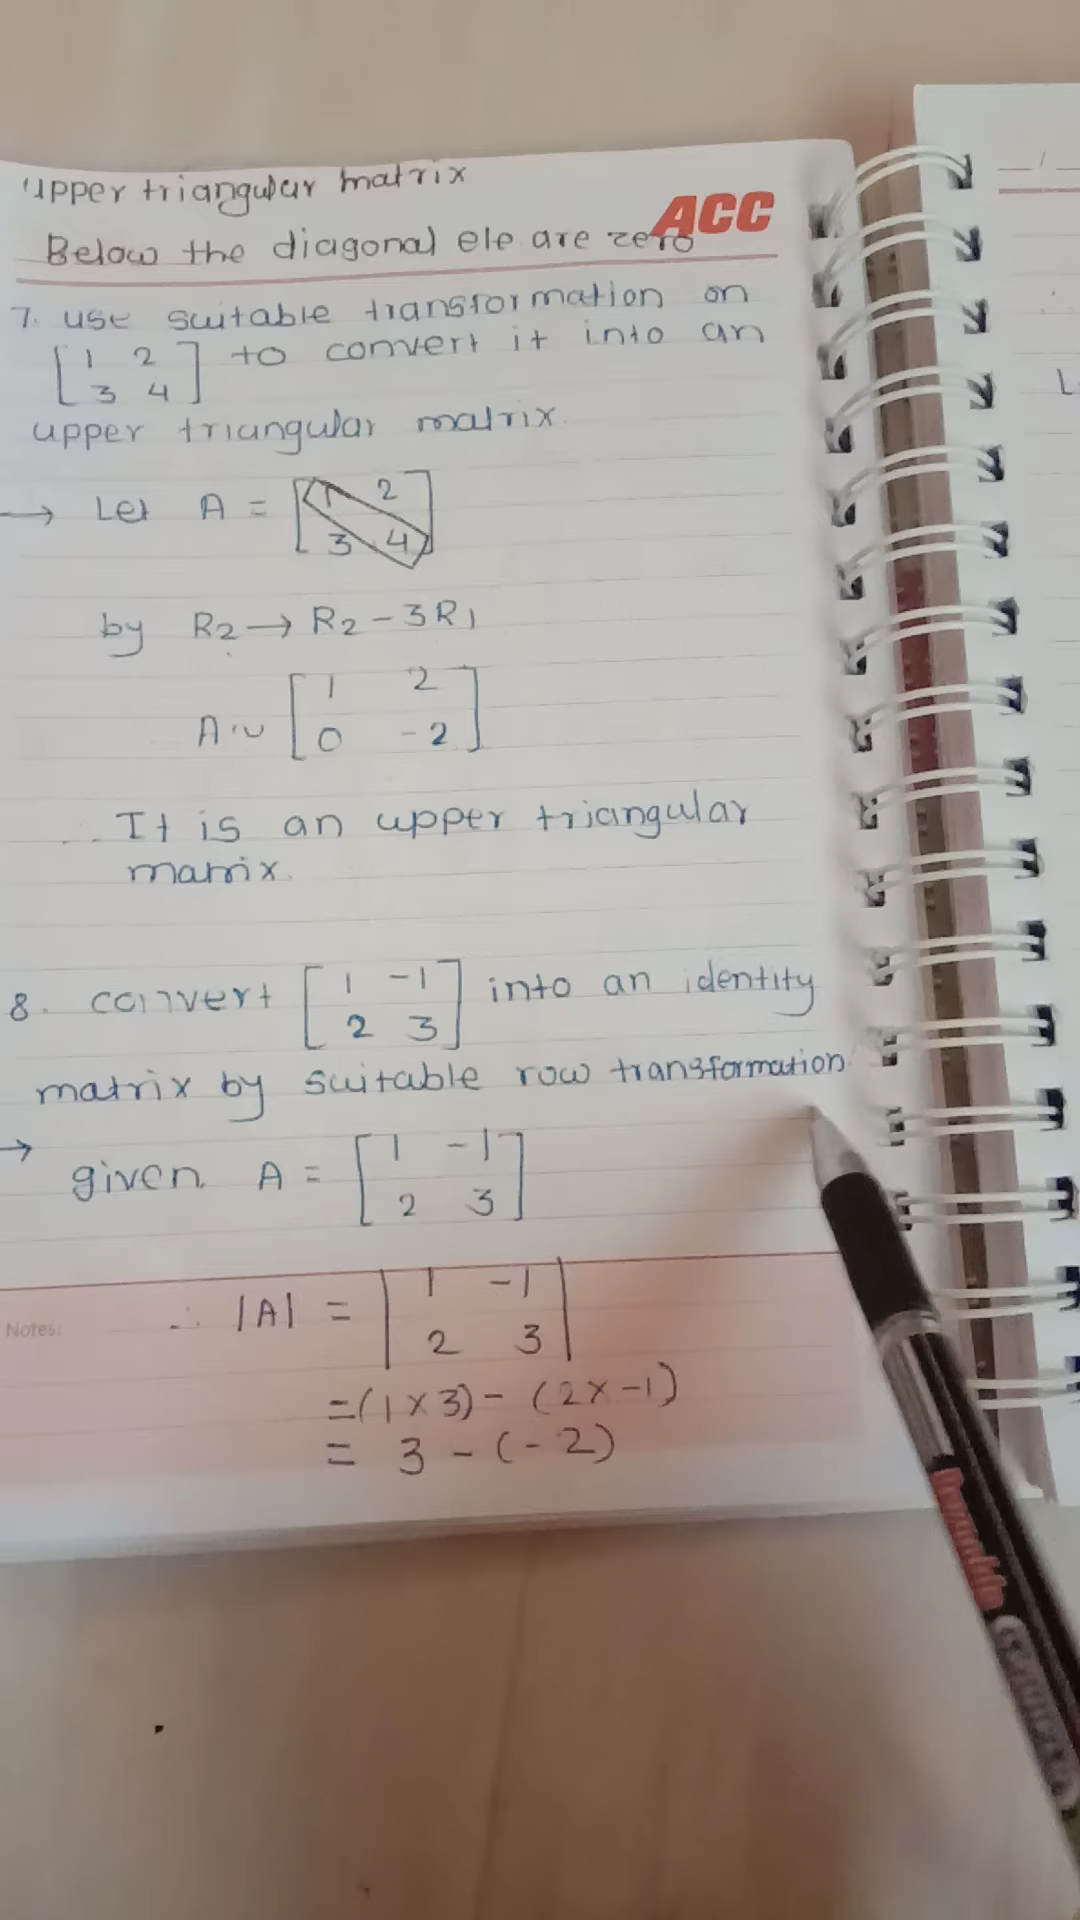 Upper triangular matrix
ACC
Below the diagonal ele are zero
7. use suitable transformation on
[1 2
3 4] to convert it into an
upper triangular matrix.
→ Let A = [1 2
3 4]
by R2 → R2 - 3R1
A ~ [1 2
0 -2]
It is an upper triangular
matrix.
8. convert [1 -1
2 3] into an identity
matrix by suitable row transformation.
→ given A = [1 -1
2 3]
Notes:
∴ |A| = |1 -1
2 3|
= (1 × 3) - (2 × -1)
= 3 - (-2)
L